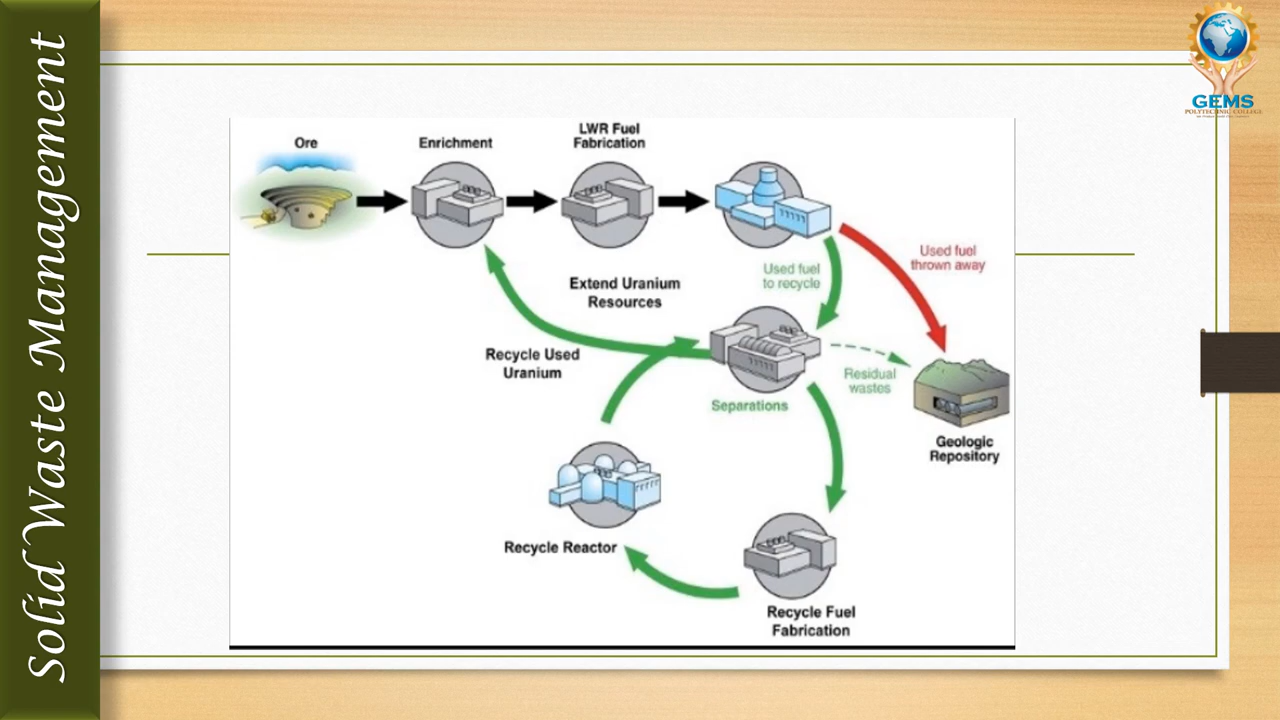 Solid Waste Management
GEMS
POLYTECHNIC COLLEGE
Ore
Enrichment
LWR Fuel
Fabrication
Used fuel
thrown away
Used fuel
to recycle
Extend Uranium
Resources
Recycle Used
Uranium
Residual
wastes
Separations
Geologic
Repository
Recycle Reactor
Recycle Fuel
Fabrication